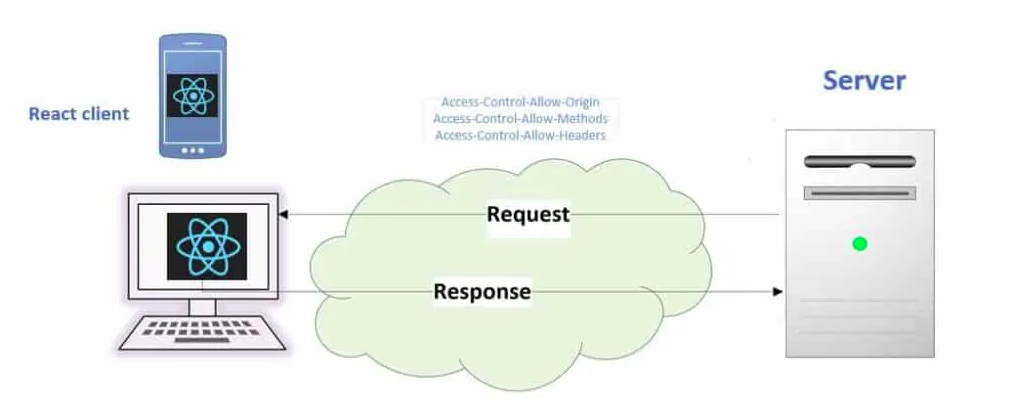 Server
React client
Access-Control-Allow-Origin
Access-Control-Allow-Methods
Access-Control-Allow-Headers
Request
Response